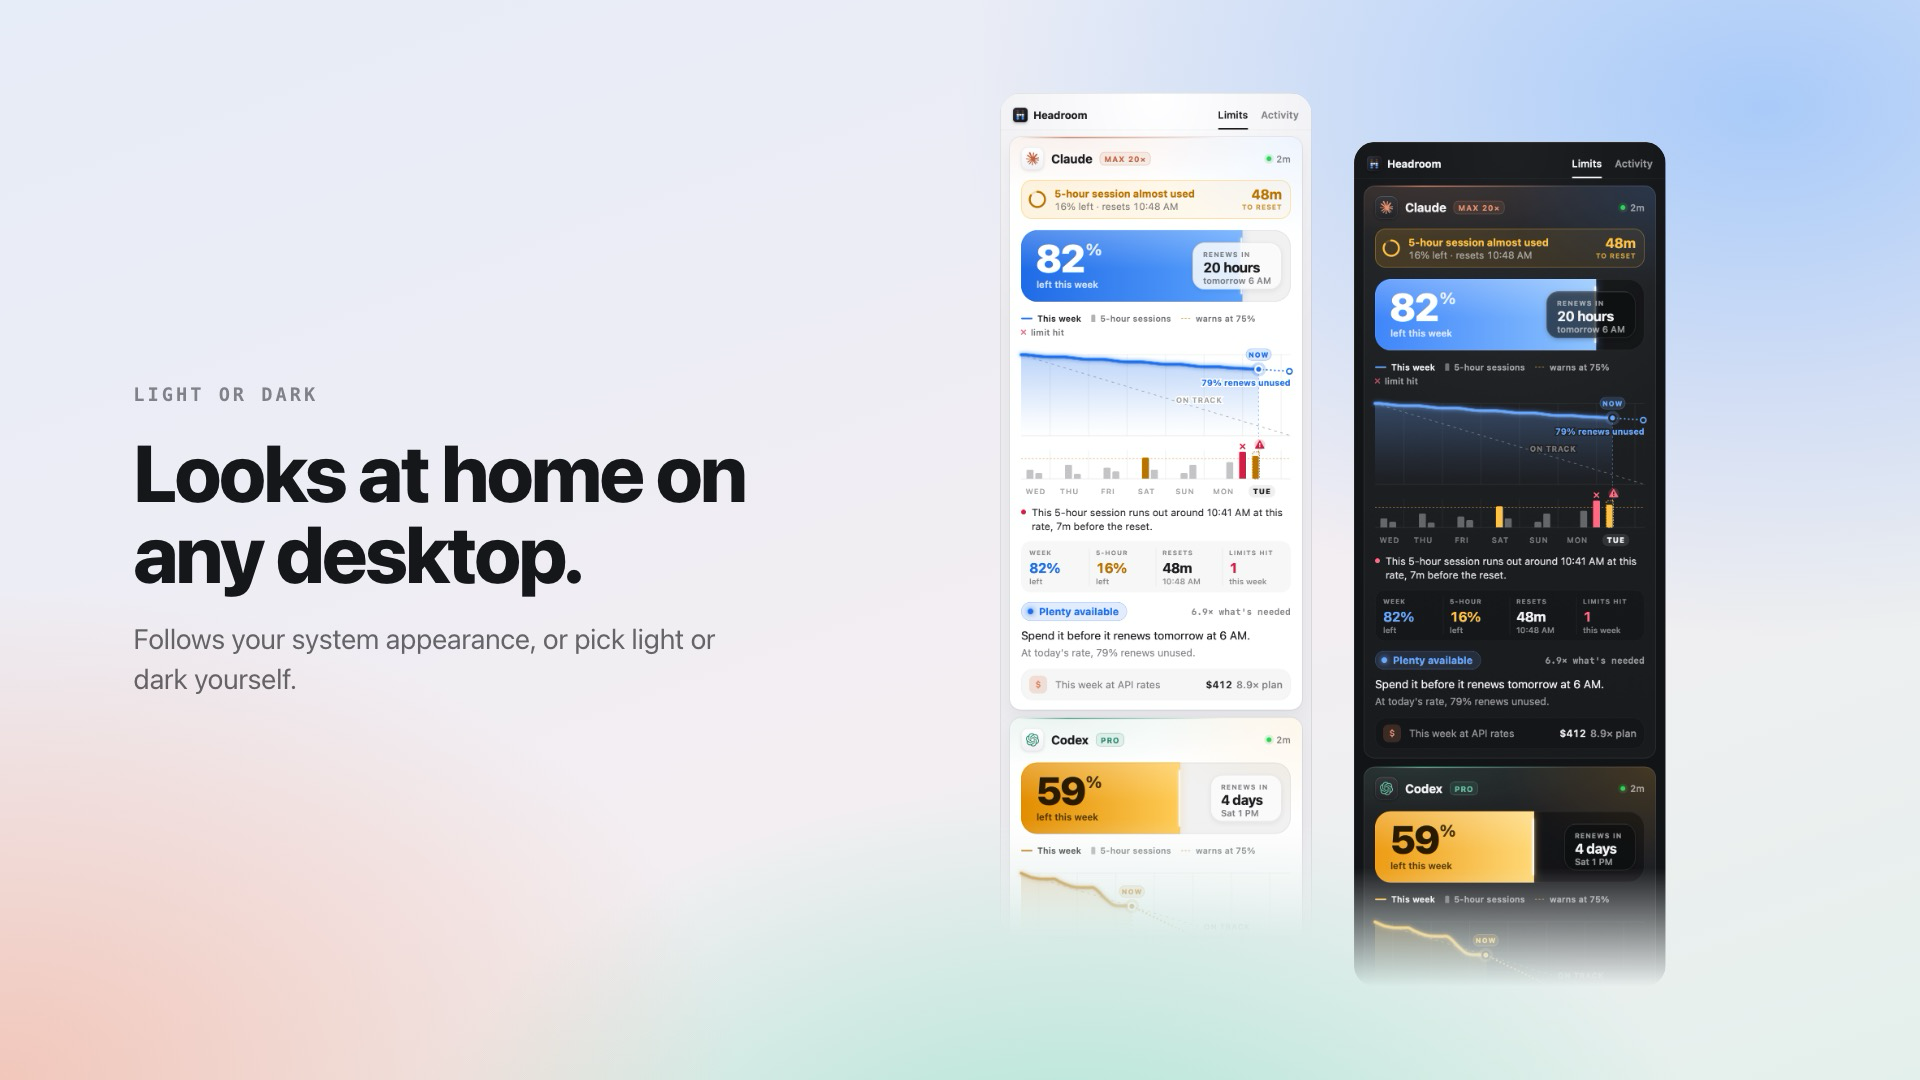 LIGHT OR DARK
Looks at home on
any desktop.
Follows your system appearance, or pick light or
dark yourself.
Headroom
Limits Activity
Claude MAX 20× 2m
5-hour session almost used 48m
16% left · resets 10:48 AM TO RESET
82%
left this week
RENEWS IN
20 hours
tomorrow 6 AM
This week 5-hour sessions warns at 75%
× limit hit
NOW
79% renews unused
ON TRACK
WED THU FRI SAT SUN MON TUE
This 5-hour session runs out around 10:41 AM at this
rate, 7m before the reset.
WEEK 5-HOUR RESETS LIMITS HIT
82% 16% 48m 1
left left 10:48 AM this week
Plenty available 6.9× what's needed
Spend it before it renews tomorrow at 6 AM.
At today's rate, 79% renews unused.
$ This week at API rates $412 8.9× plan
Codex PRO 2m
59%
left this week
RENEWS IN
4 days
Sat 1 PM
This week 5-hour sessions warns at 75%
NOW
ON TRACK
Headroom
Limits Activity
Claude MAX 20× 2m
5-hour session almost used 48m
16% left · resets 10:48 AM TO RESET
82%
left this week
RENEWS IN
20 hours
tomorrow 6 AM
This week 5-hour sessions warns at 75%
× limit hit
NOW
79% renews unused
ON TRACK
WED THU FRI SAT SUN MON TUE
This 5-hour session runs out around 10:41 AM at this
rate, 7m before the reset.
WEEK 5-HOUR RESETS LIMITS HIT
82% 16% 48m 1
left left 10:48 AM this week
Plenty available 6.9× what's needed
Spend it before it renews tomorrow at 6 AM.
At today's rate, 79% renews unused.
$ This week at API rates $412 8.9× plan
Codex PRO 2m
59%
left this week
RENEWS IN
4 days
Sat 1 PM
This week 5-hour sessions warns at 75%
NOW
ON TRACK